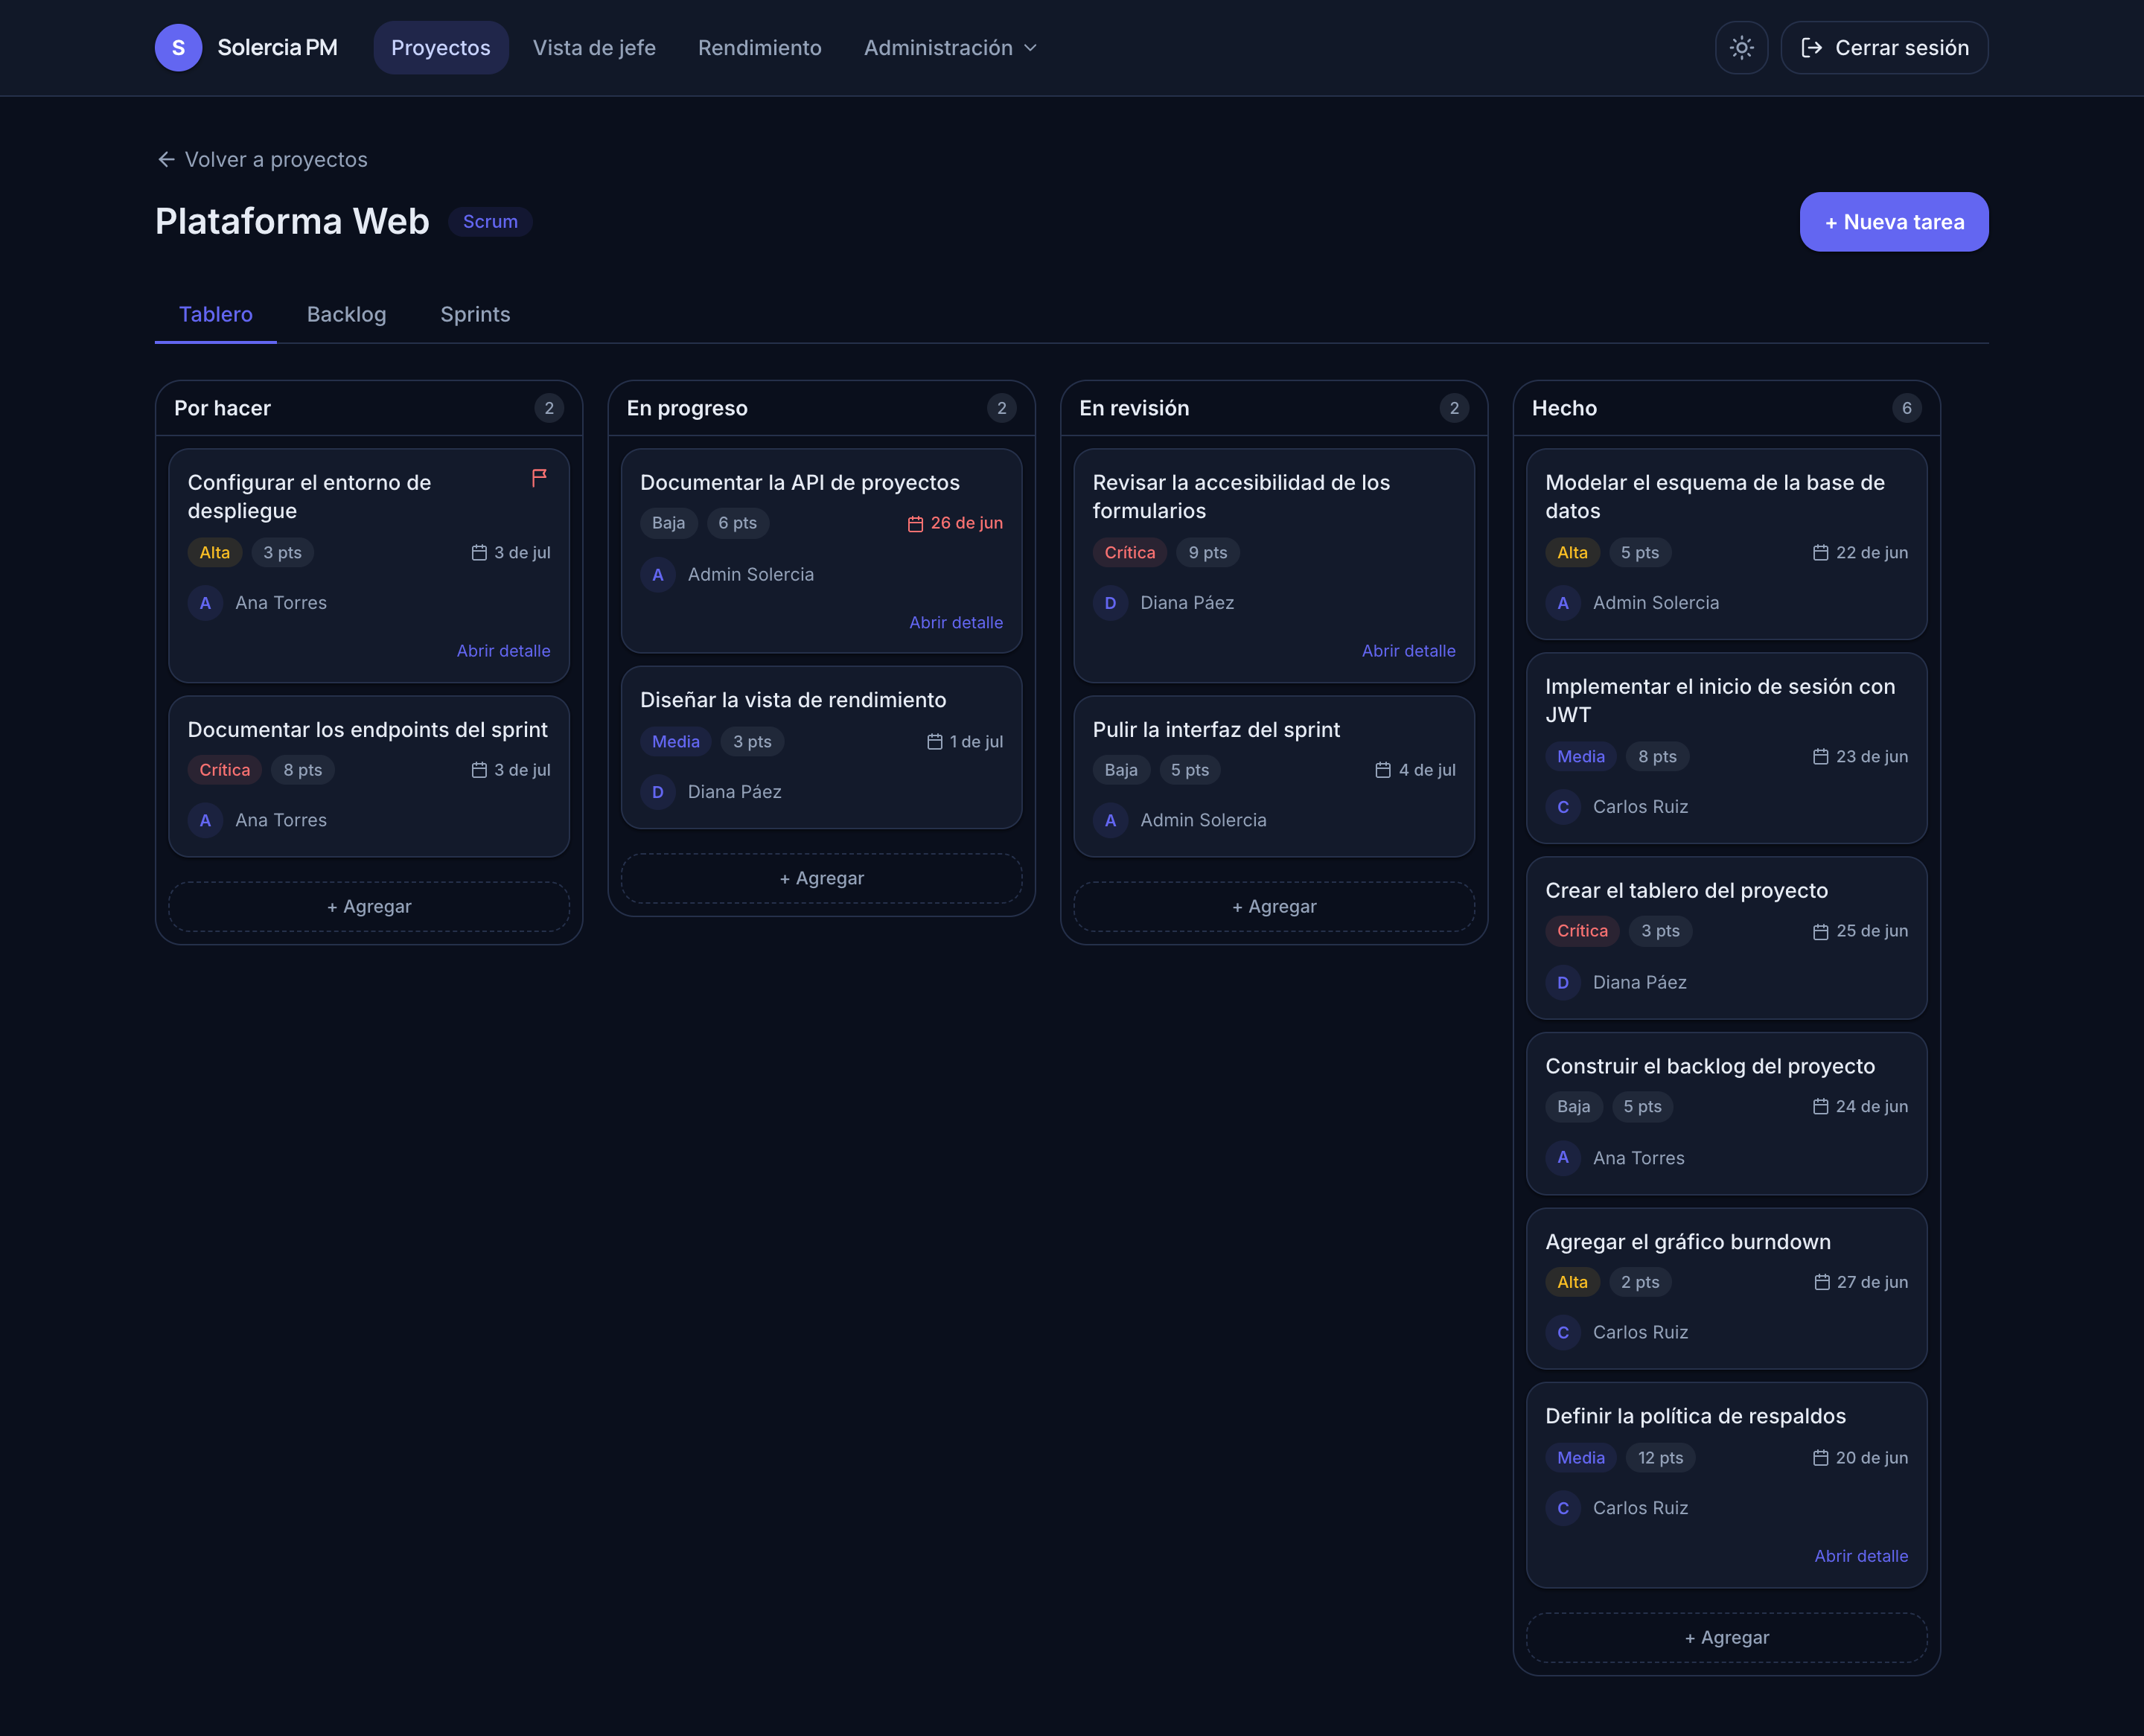 S
Solercia PM
Proyectos
Vista de jefe
Rendimiento
Administración
Cerrar sesión
Volver a proyectos
Plataforma Web
Scrum
+ Nueva tarea
Tablero
Backlog
Sprints
Por hacer
2
Configurar el entorno de
despliegue
Alta
3 pts
3 de jul
A
Ana Torres
Abrir detalle
Documentar los endpoints del sprint
Crítica
8 pts
3 de jul
A
Ana Torres
+ Agregar
En progreso
2
Documentar la API de proyectos
Baja
6 pts
26 de jun
A
Admin Solercia
Abrir detalle
Diseñar la vista de rendimiento
Media
3 pts
1 de jul
D
Diana Páez
+ Agregar
En revisión
2
Revisar la accesibilidad de los
formularios
Crítica
9 pts
D
Diana Páez
Abrir detalle
Pulir la interfaz del sprint
Baja
5 pts
4 de jul
A
Admin Solercia
+ Agregar
Hecho
6
Modelar el esquema de la base de
datos
Alta
5 pts
22 de jun
A
Admin Solercia
Implementar el inicio de sesión con
JWT
Media
8 pts
23 de jun
C
Carlos Ruiz
Crear el tablero del proyecto
Crítica
3 pts
25 de jun
D
Diana Páez
Construir el backlog del proyecto
Baja
5 pts
24 de jun
A
Ana Torres
Agregar el gráfico burndown
Alta
2 pts
27 de jun
C
Carlos Ruiz
Definir la política de respaldos
Media
12 pts
20 de jun
C
Carlos Ruiz
Abrir detalle
+ Agregar